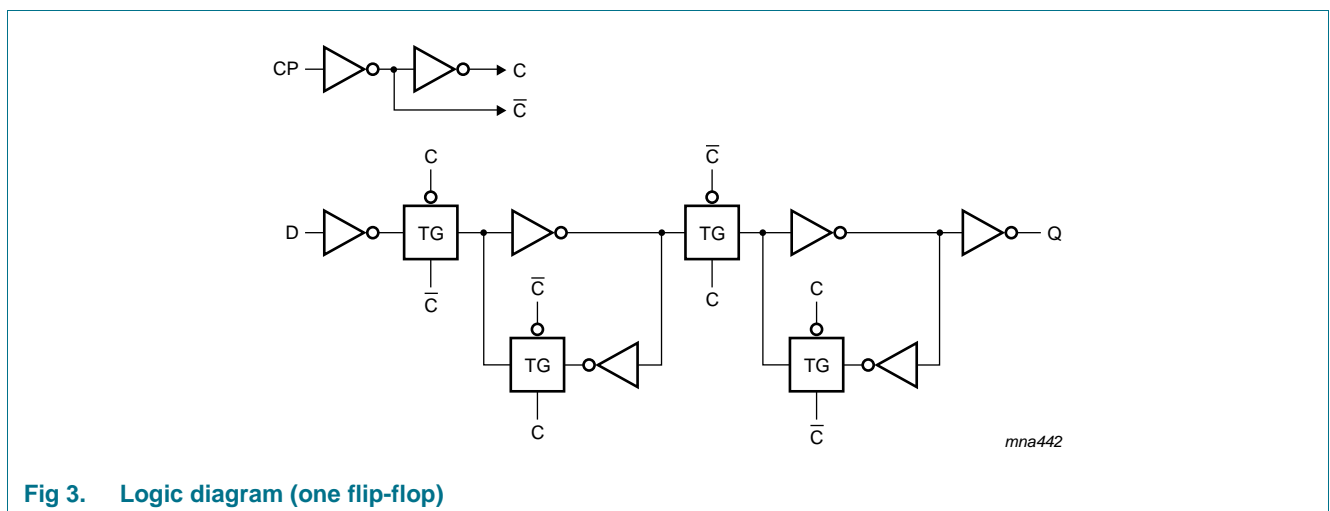 CP
C
C̅
C
C̅
D
TG
TG
Q
C̅
C̅
C
C
TG
TG
C
C̅
mna442
Fig 3. Logic diagram (one flip-flop)